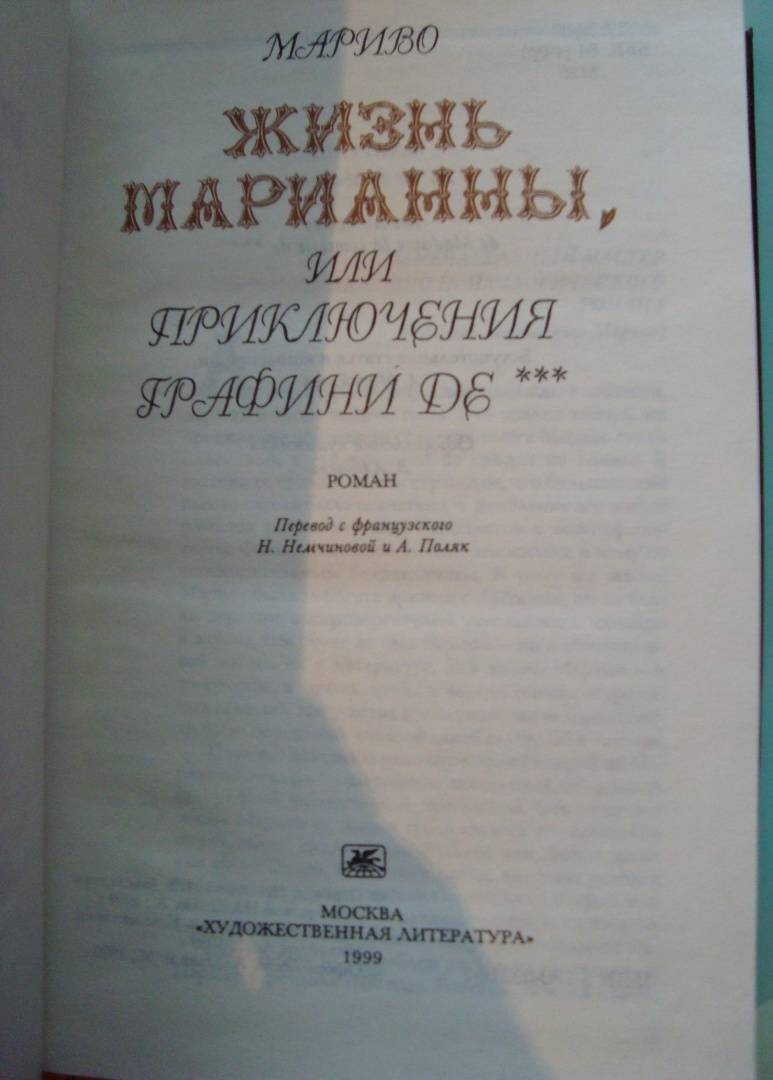 МАРИВО
ЖИЗНЬ
МАРИАННЫ,
ИЛИ
ПРИКЛЮЧЕНИЯ
ГРАФИНИ ДЕ ***
РОМАН
Перевод с французского
Н. Немчиновой и А. Поляк
МОСКВА
«ХУДОЖЕСТВЕННАЯ ЛИТЕРАТУРА»
1999